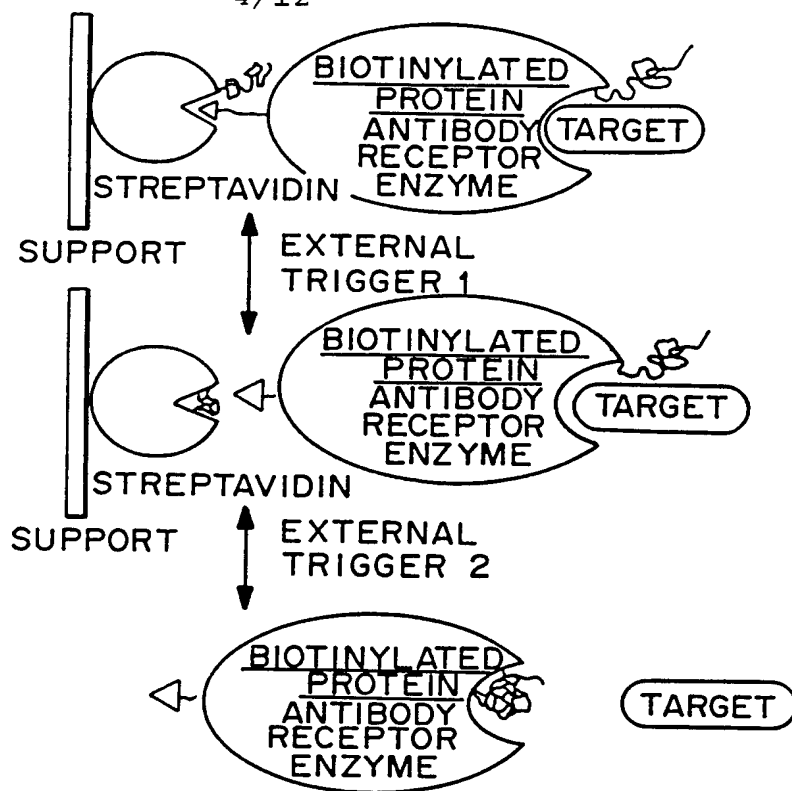 4/12
BIOTINYLATED
PROTEIN
ANTIBODY
RECEPTOR
ENZYME
TARGET
STREPTAVIDIN
SUPPORT
EXTERNAL
TRIGGER 1
BIOTINYLATED
PROTEIN
ANTIBODY
RECEPTOR
ENZYME
TARGET
STREPTAVIDIN
SUPPORT
EXTERNAL
TRIGGER 2
BIOTINYLATED
PROTEIN
ANTIBODY
RECEPTOR
ENZYME
TARGET